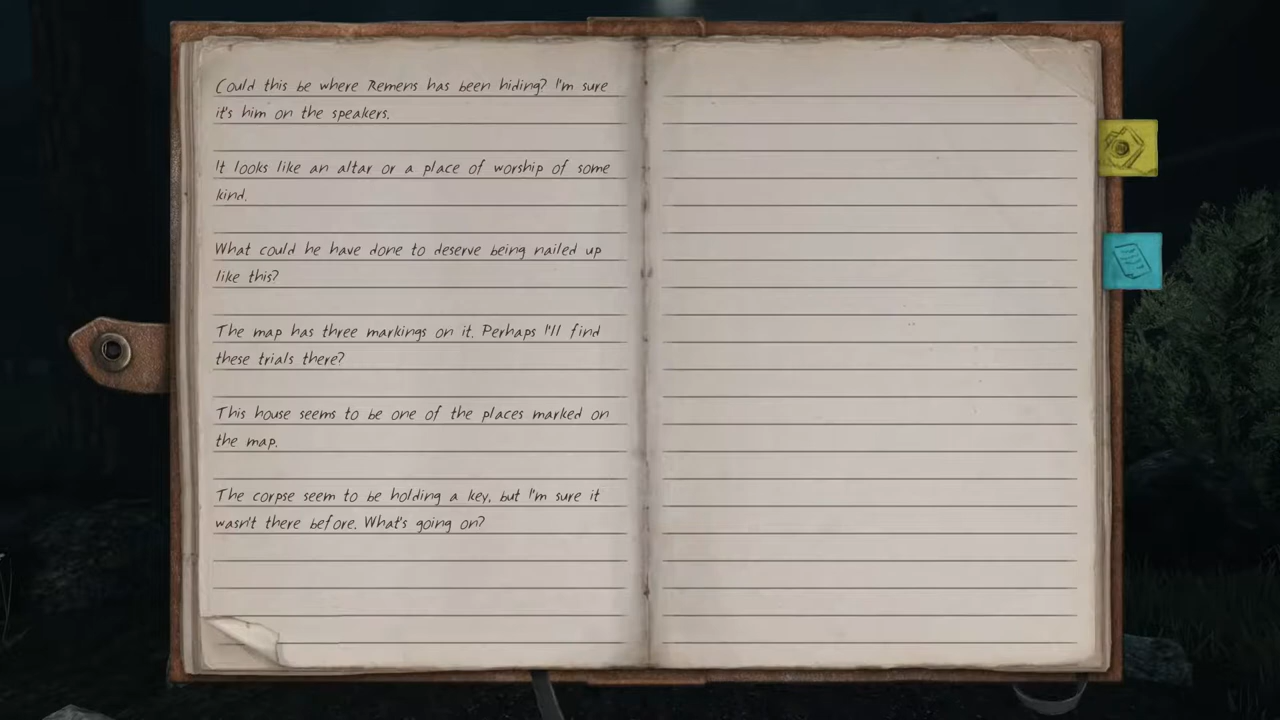 Could this be where Remens has been hiding? I'm sure
it's him on the speakers.
It looks like an altar or a place of worship of some
kind.
What could he have done to deserve being nailed up
like this?
The map has three markings on it. Perhaps I'll find
these trials there?
This house seems to be one of the places marked on
the map.
The corpse seem to be holding a key, but I'm sure it
wasn't there before. What's going on?